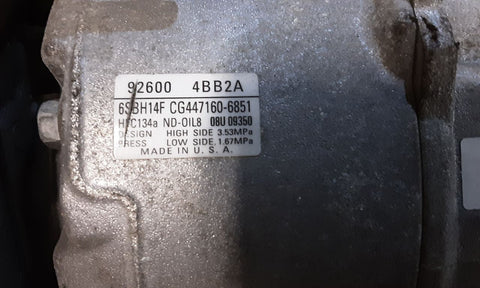 92600 4BB2A
6SBH14F CG447160-6851
HFC134a ND-OIL8 08U 09350
DESIGN HIGH SIDE 3.53MPa
PRESS LOW SIDE 1.67MPa
MADE IN U.S.A.